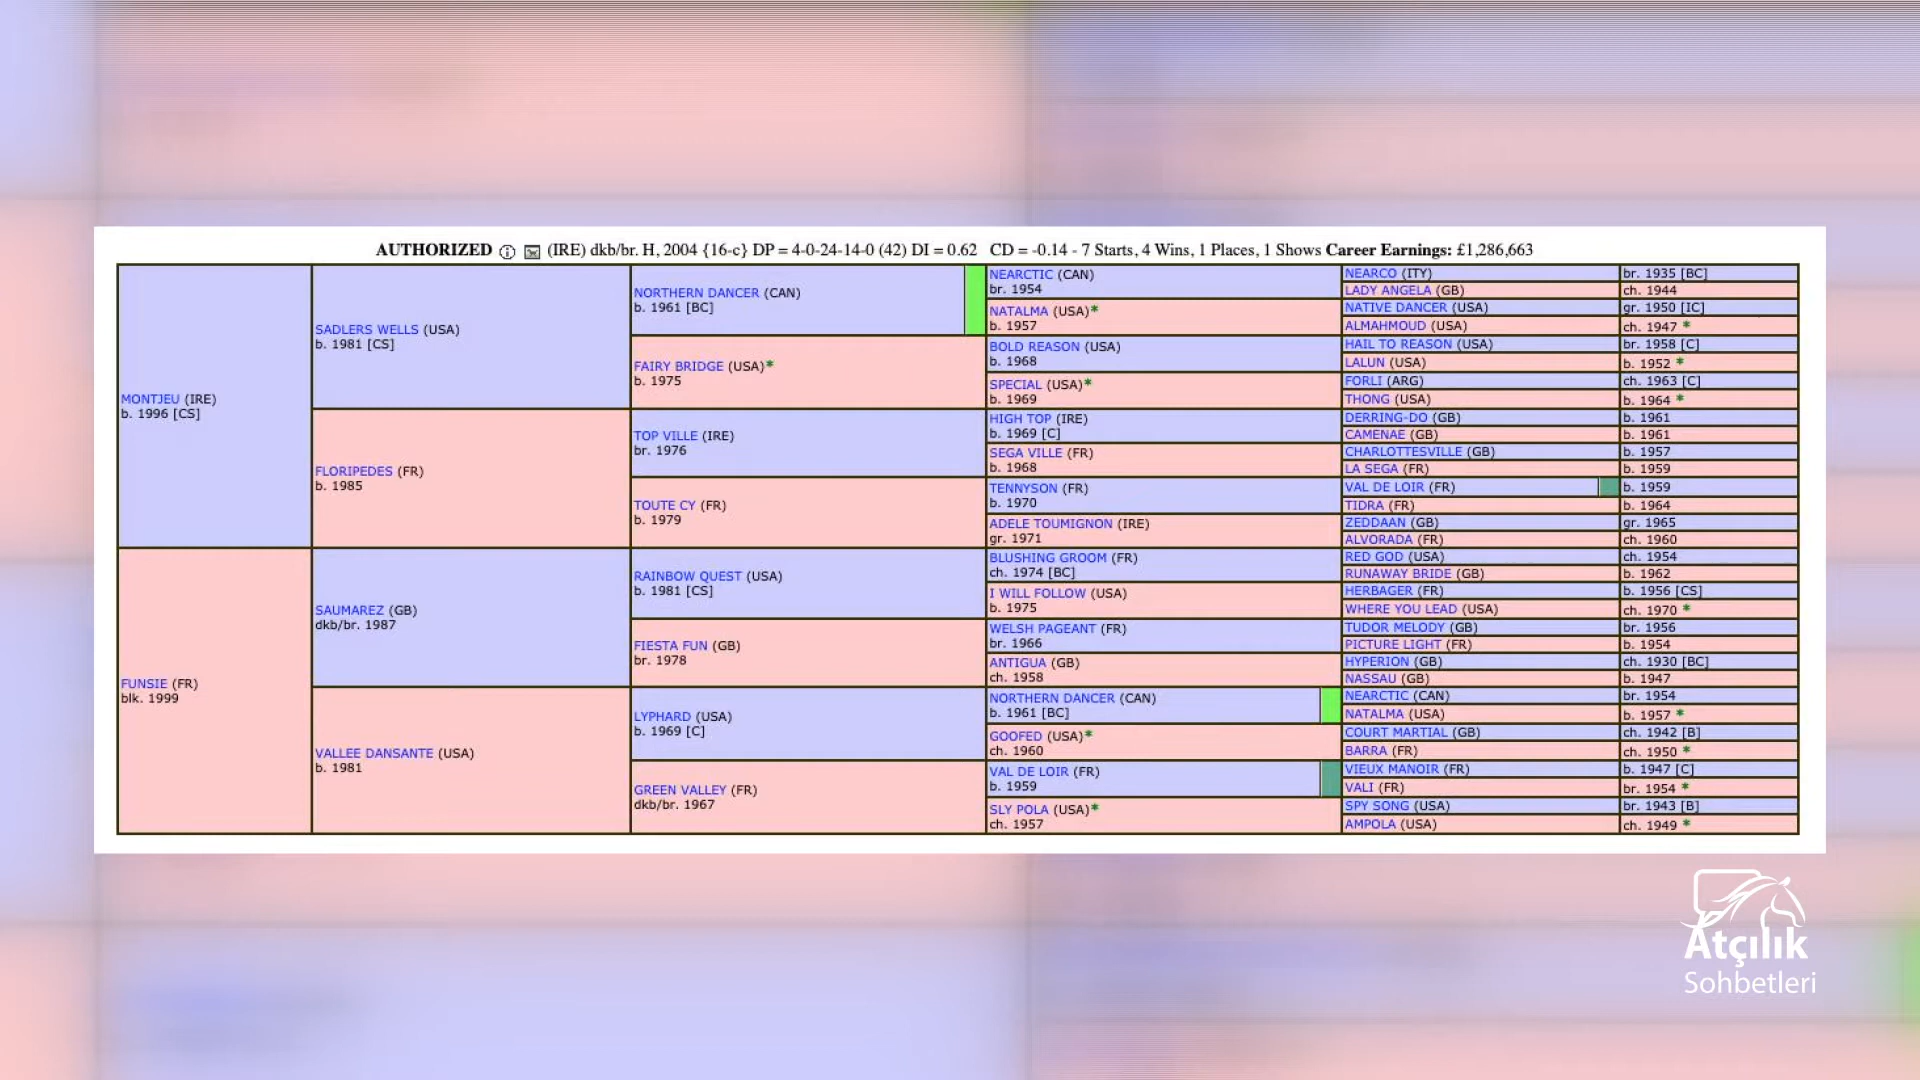 AUTHORIZED (IRE) dkb/br. H, 2004 {16-c} DP = 4-0-24-14-0 (42) DI = 0.62 CD = -0.14 - 7 Starts, 4 Wins, 1 Places, 1 Shows Career Earnings: £1,286,663
MONTJEU (IRE)
b. 1996 [CS]
FUNSIE (FR)
blk. 1999
SADLERS WELLS (USA)
b. 1981 [CS]
FLORIPEDES (FR)
b. 1985
SAUMAREZ (GB)
dkb/br. 1987
VALLEE DANSANTE (USA)
b. 1981
NORTHERN DANCER (CAN)
b. 1961 [BC]
FAIRY BRIDGE (USA)*
b. 1975
TOP VILLE (IRE)
br. 1976
TOUTE CY (FR)
b. 1979
RAINBOW QUEST (USA)
b. 1981 [CS]
FIESTA FUN (GB)
br. 1978
LYPHARD (USA)
b. 1969 [C]
GREEN VALLEY (FR)
dkb/br. 1967
NEARCTIC (CAN)
br. 1954
NATALMA (USA)*
b. 1957
BOLD REASON (USA)
b. 1968
SPECIAL (USA)*
b. 1969
HIGH TOP (IRE)
b. 1969 [C]
SEGA VILLE (FR)
b. 1968
TENNYSON (FR)
b. 1970
ADELE TOUMIGNON (IRE)
gr. 1971
BLUSHING GROOM (FR)
ch. 1974 [BC]
I WILL FOLLOW (USA)
b. 1975
WELSH PAGEANT (FR)
br. 1966
ANTIGUA (GB)
ch. 1958
NORTHERN DANCER (CAN)
b. 1961 [BC]
GOOFED (USA)*
ch. 1960
VAL DE LOIR (FR)
b. 1959
SLY POLA (USA)*
ch. 1957
NEARCO (ITY) br. 1935 [BC]
LADY ANGELA (GB) ch. 1944
NATIVE DANCER (USA) gr. 1950 [IC]
ALMAHMOUD (USA) ch. 1947 *
HAIL TO REASON (USA) br. 1958 [C]
LALUN (USA) b. 1952 *
FORLI (ARG) ch. 1963 [C]
THONG (USA) b. 1964 *
DERRING-DO (GB) b. 1961
CAMENAE (GB) b. 1961
CHARLOTTESVILLE (GB) b. 1957
LA SEGA (FR) b. 1959
VAL DE LOIR (FR) b. 1959
TIDRA (FR) b. 1964
ZEDDAAN (GB) gr. 1965
ALVORADA (FR) ch. 1960
RED GOD (USA) ch. 1954
RUNAWAY BRIDE (GB) b. 1962
HERBAGER (FR) b. 1956 [CS]
WHERE YOU LEAD (USA) ch. 1970 *
TUDOR MELODY (GB) br. 1956
PICTURE LIGHT (FR) b. 1954
HYPERION (GB) ch. 1930 [BC]
NASSAU (GB) b. 1947
NEARCTIC (CAN) br. 1954
NATALMA (USA) b. 1957 *
COURT MARTIAL (GB) ch. 1942 [B]
BARRA (FR) ch. 1950 *
VIEUX MANOIR (FR) b. 1947 [C]
VALI (FR) br. 1954 *
SPY SONG (USA) br. 1943 [B]
AMPOLA (USA) ch. 1949 *
Atçılık
Sohbetleri